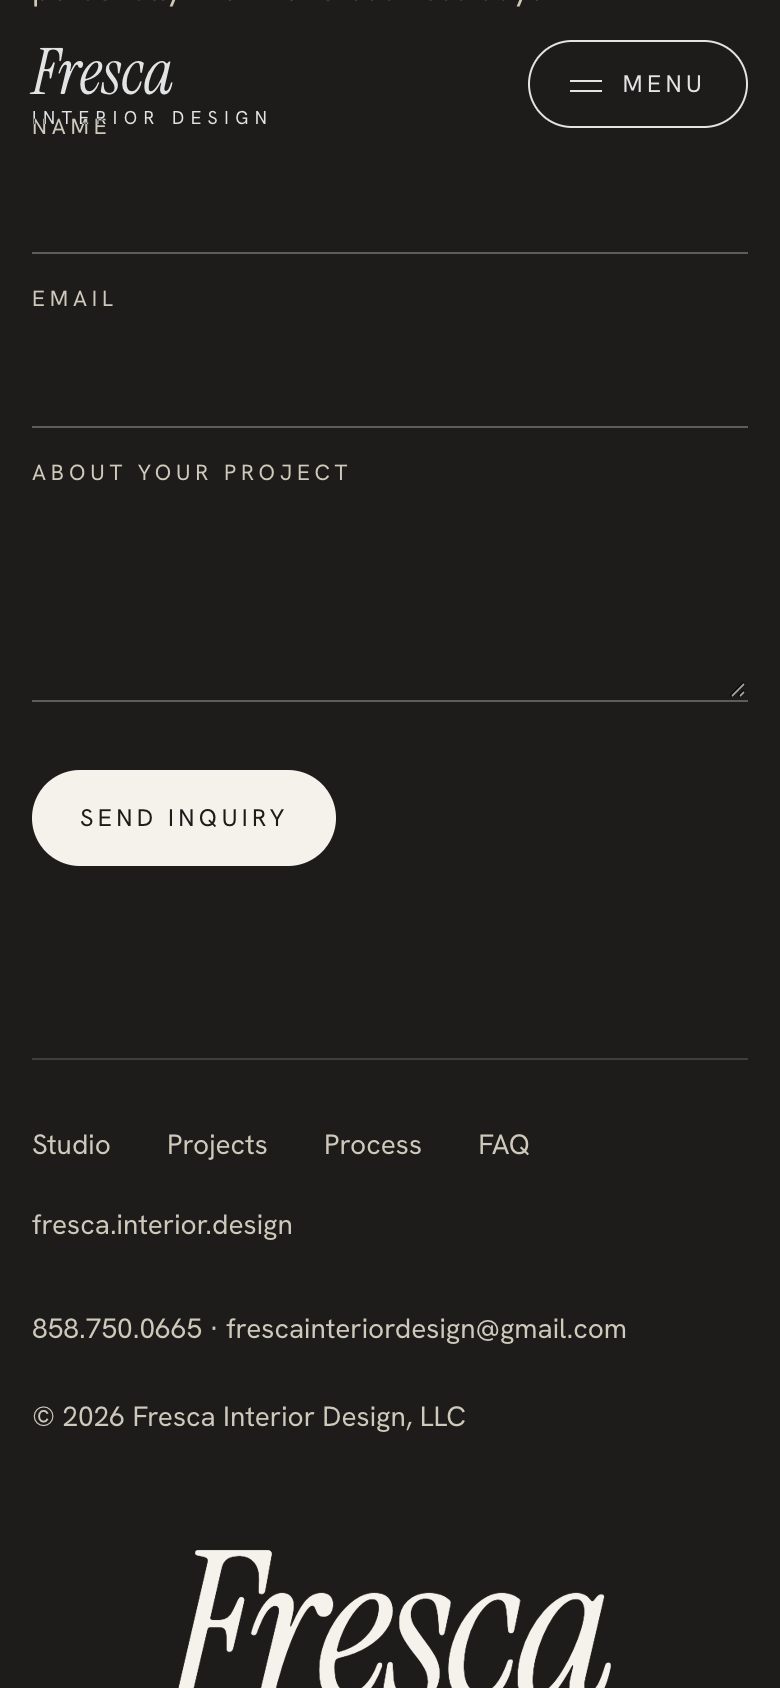 Fresca
MENU
INTERIOR DESIGN
NAME
EMAIL
ABOUT YOUR PROJECT
SEND INQUIRY
Studio Projects Process FAQ
fresca.interior.design
858.750.0665 · frescainteriordesign@gmail.com
© 2026 Fresca Interior Design, LLC
Fresca